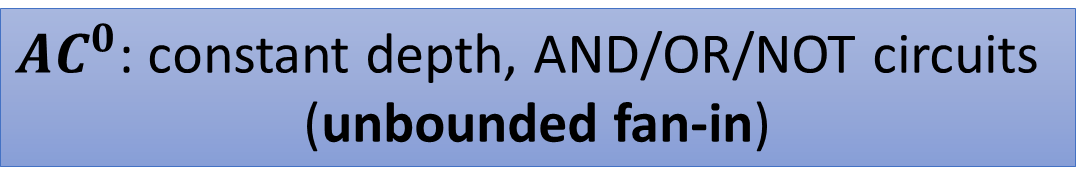 AC⁰: constant depth, AND/OR/NOT circuits
(unbounded fan-in)